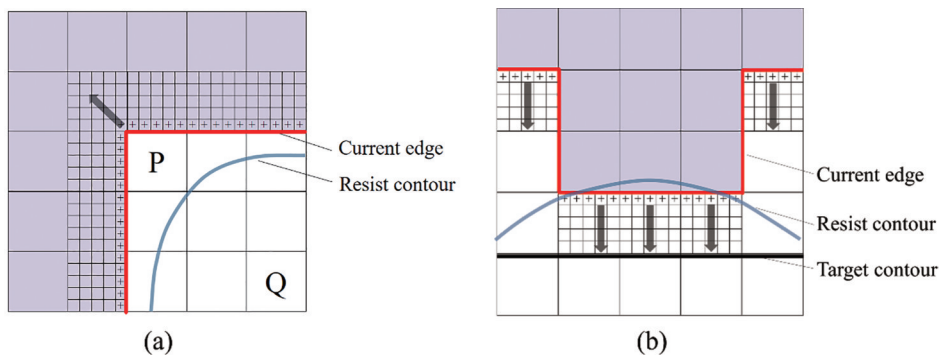 P
Current edge
Resist contour
Q
(a)
Current edge
Resist contour
Target contour
(b)